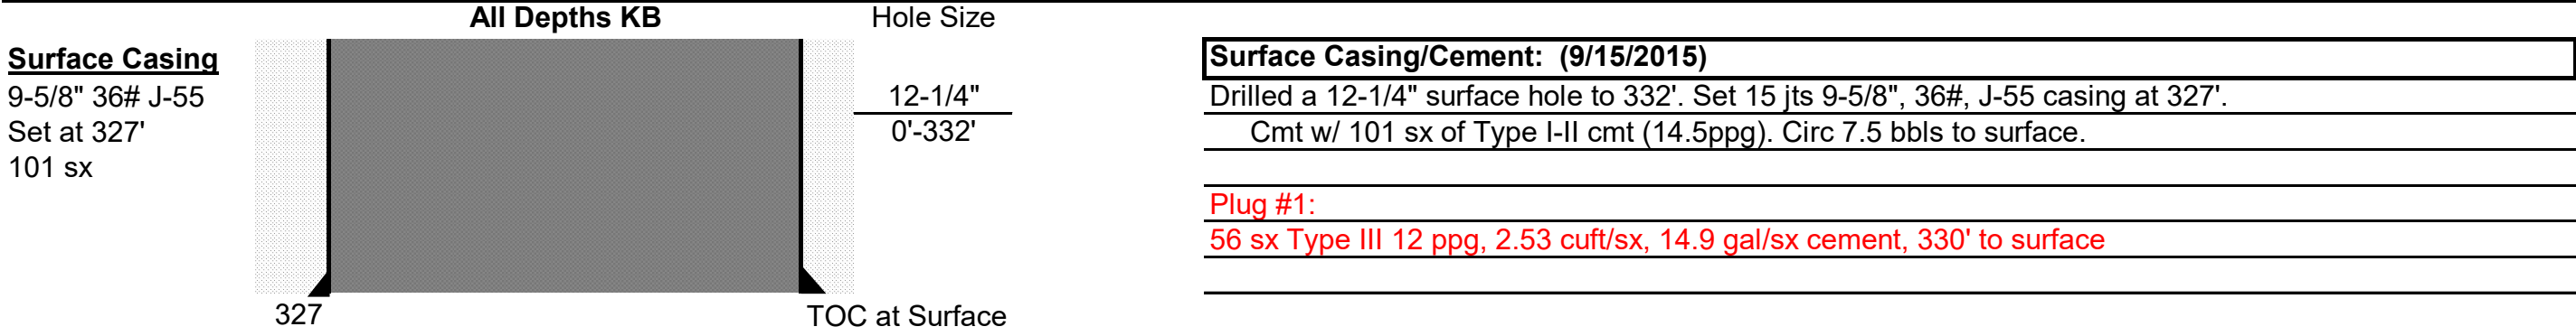 All Depths KB
Hole Size
Surface Casing
9-5/8" 36# J-55
Set at 327'
101 sx
12-1/4"
0'-332'
327
TOC at Surface
Surface Casing/Cement:  (9/15/2015)
Drilled a 12-1/4" surface hole to 332'. Set 15 jts 9-5/8", 36#, J-55 casing at 327'.
Cmt w/ 101 sx of Type I-II cmt (14.5ppg). Circ 7.5 bbls to surface.
Plug #1:
56 sx Type III 12 ppg, 2.53 cuft/sx, 14.9 gal/sx cement, 330' to surface